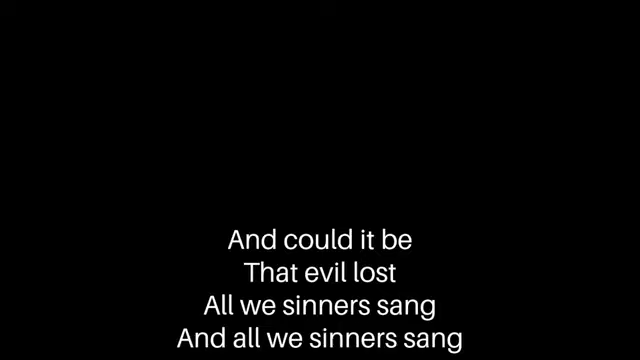 And could it be
That evil lost
All we sinners sang
And all we sinners sang